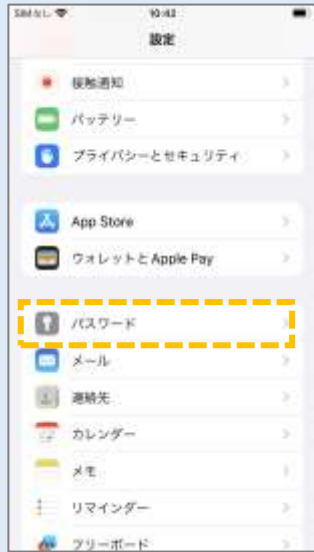 SIMなし 10:43
設定
接触通知
バッテリー
プライバシーとセキュリティ
App Store
ウォレットとApple Pay
パスワード
メール
連絡先
カレンダー
メモ
リマインダー
フリーボード